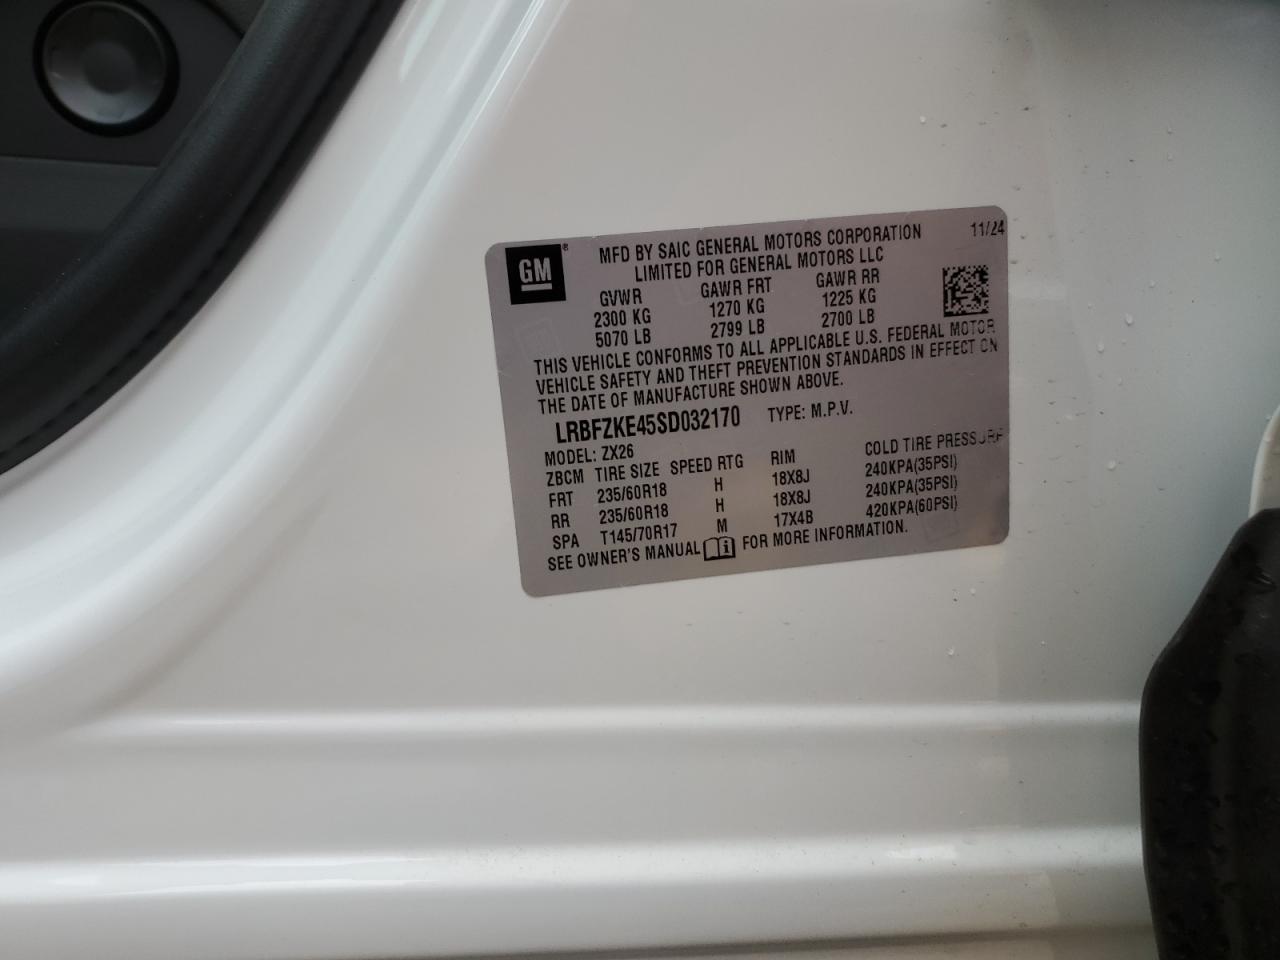 GM®
MFD BY SAIC GENERAL MOTORS CORPORATION 11/24
LIMITED FOR GENERAL MOTORS LLC
GVWR GAWR FRT GAWR RR
2300 KG 1270 KG 1225 KG
5070 LB 2799 LB 2700 LB
THIS VEHICLE CONFORMS TO ALL APPLICABLE U.S. FEDERAL MOTOR
VEHICLE SAFETY AND THEFT PREVENTION STANDARDS IN EFFECT ON
THE DATE OF MANUFACTURE SHOWN ABOVE.
LRBFZKE45SD032170 TYPE: M.P.V.
MODEL: ZX26
ZBCM TIRE SIZE SPEED RTG RIM COLD TIRE PRESSURE
FRT 235/60R18 H 18X8J 240KPA(35PSI)
RR 235/60R18 H 18X8J 240KPA(35PSI)
SPA T145/70R17 M 17X4B 420KPA(60PSI)
SEE OWNER'S MANUAL FOR MORE INFORMATION.